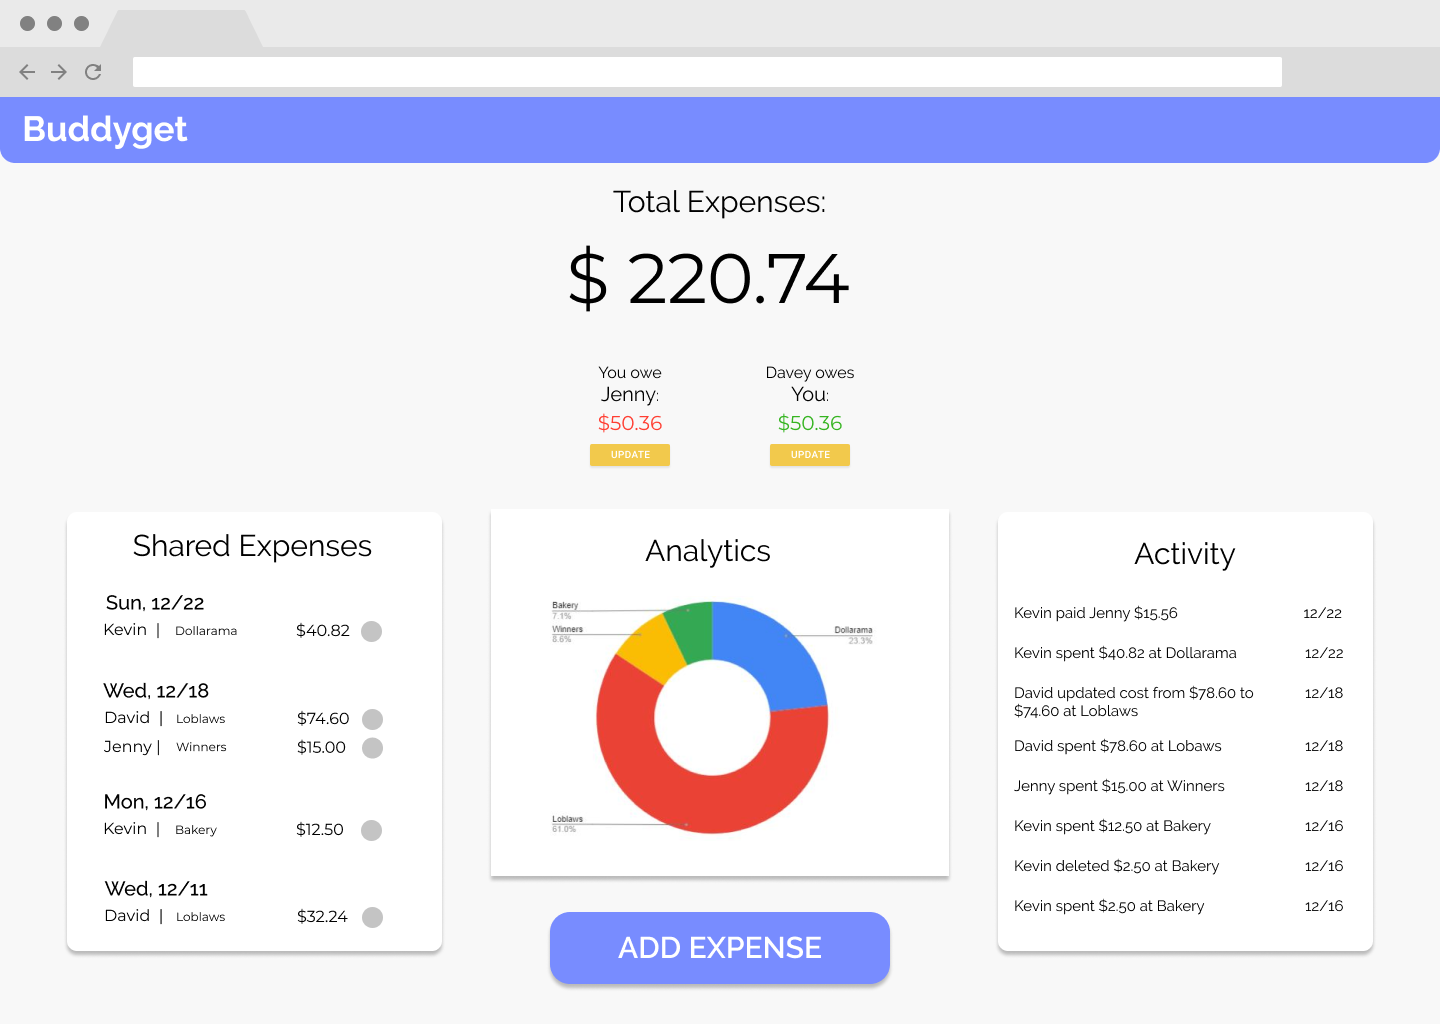 Buddyget
Total Expenses:
$ 220.74
You owe
Jenny:
$50.36
UPDATE
Davey owes
You:
$50.36
UPDATE
Shared Expenses
Sun, 12/22
Kevin | Dollarama $40.82
Wed, 12/18
David | Loblaws $74.60
Jenny | Winners $15.00
Mon, 12/16
Kevin | Bakery $12.50
Wed, 12/11
David | Loblaws $32.24
Analytics
Bakery
7.1%
Winners
8.6%
Dollarama
23.3%
Loblaws
61.0%
ADD EXPENSE
Activity
Kevin paid Jenny $15.56 12/22
Kevin spent $40.82 at Dollarama 12/22
David updated cost from $78.60 to 12/18
$74.60 at Loblaws
David spent $78.60 at Lobaws 12/18
Jenny spent $15.00 at Winners 12/18
Kevin spent $12.50 at Bakery 12/16
Kevin deleted $2.50 at Bakery 12/16
Kevin spent $2.50 at Bakery 12/16